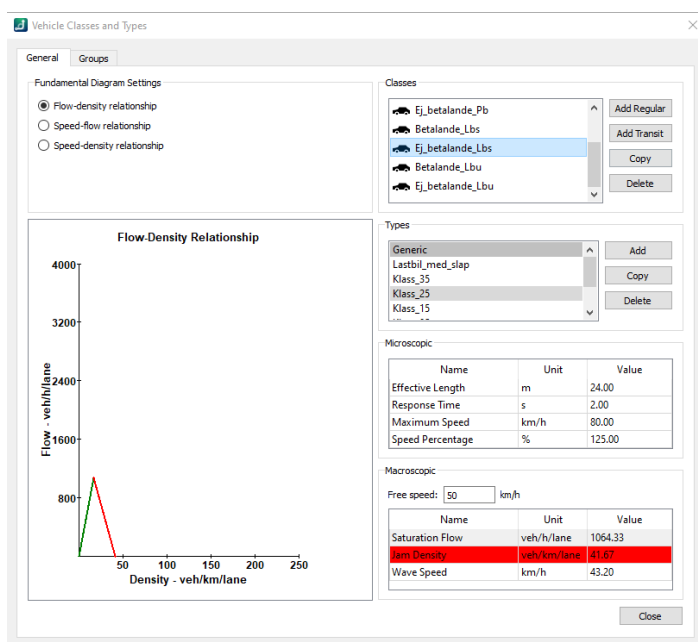 Vehicle Classes and Types
General
Groups
Fundamental Diagram Settings
Flow-density relationship
Speed-flow relationship
Speed-density relationship
Classes
Ej_betalande_Pb
Betalande_Lbs
Ej_betalande_Lbs
Betalande_Lbu
Ej_betalande_Lbu
Add Regular
Add Transit
Copy
Delete
Flow-Density Relationship
4000
3200
2400
1600
800
Flow - veh/h/lane
50 100 150 200 250
Density - veh/km/lane
Types
Generic
Lastbil_med_slap
Klass_35
Klass_25
Klass_15
Add
Copy
Delete
Microscopic
Name Unit Value
Effective Length m 24.00
Response Time s 2.00
Maximum Speed km/h 80.00
Speed Percentage % 125.00
Macroscopic
Free speed: 50 km/h
Name Unit Value
Saturation Flow veh/h/lane 1064.33
Jam Density veh/km/lane 41.67
Wave Speed km/h 43.20
Close